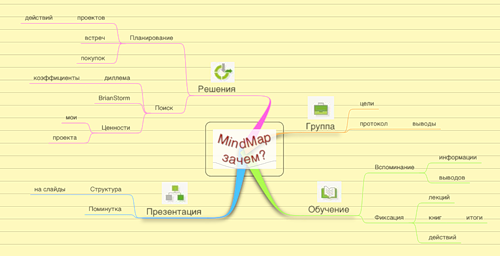 действий проектов
встреч
Планирование
покупок
Решения
коэффициенты диллема
BrianStorm
Поиск
мои
Ценности
проекта
MindMap
зачем?
цели
Группа
протокол выводы
на слайды Структура
Поминутка
Презентация
информации
Вспоминание
выводов
Обучение
лекций
Фиксация книг итоги
действий